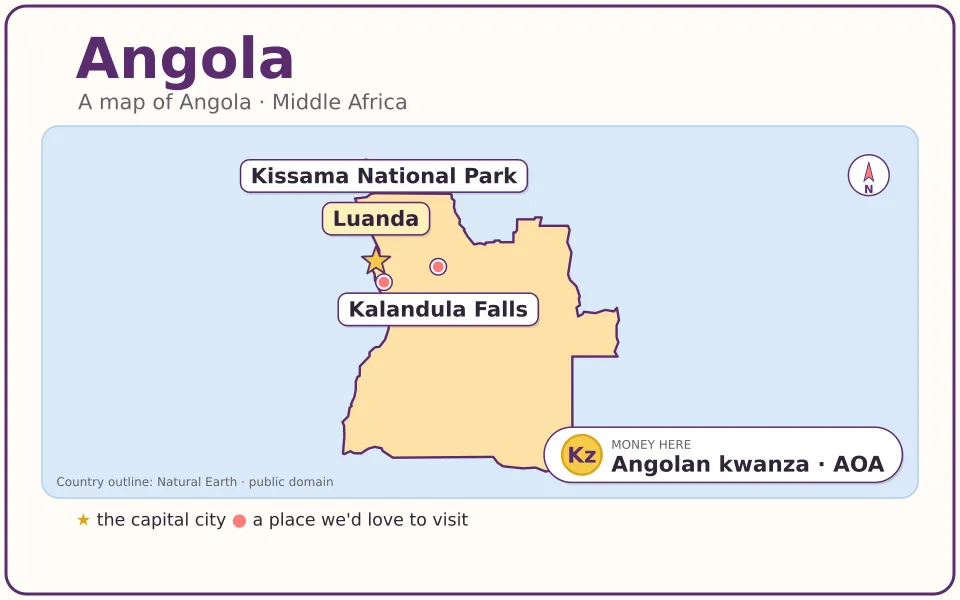 Angola
A map of Angola · Middle Africa
Kissama National Park
N
Luanda
Kalandula Falls
Kz
MONEY HERE
Angolan kwanza · AOA
Country outline: Natural Earth · public domain
the capital city
a place we'd love to visit